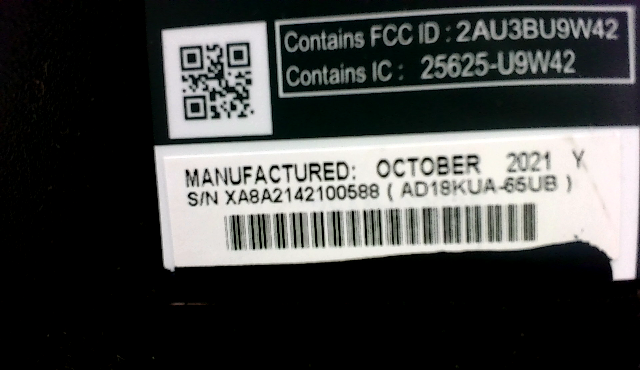 Contains FCC ID : 2AU3BU9W42
Contains IC : 25625-U9W42
MANUFACTURED: OCTOBER 2021 Y
S/N XA8A2142100588 ( AD18KUA-65UB )